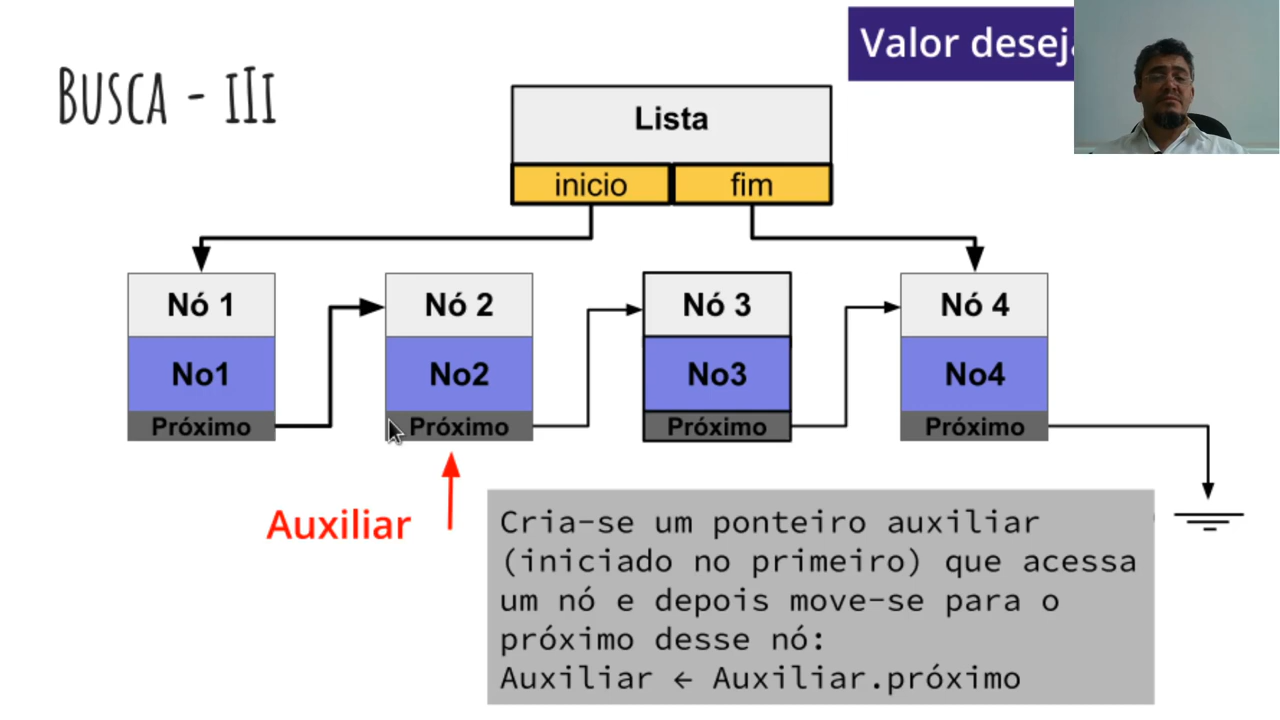 Busca - III
Valor
Lista
inicio fim
Nó 1 Nó 2 Nó 3 Nó 4
No1 No2 No3 No4
Próximo Próximo Próximo Próximo
Auxiliar
Cria-se um ponteiro auxiliar
(iniciado no primeiro) que acessa
um nó e depois move-se para o
próximo desse nó:
Auxiliar ← Auxiliar.próximo